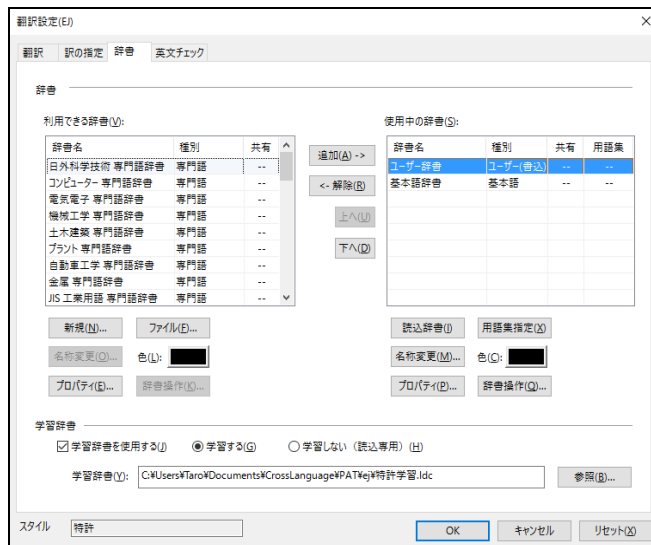 翻訳設定(EJ)
翻訳 訳の指定 辞書 英文チェック
辞書
利用できる辞書(V): 使用中の辞書(S):
辞書名 種別 共有
日外科学技術 専門語辞書 専門語 --
コンピューター 専門語辞書 専門語 --
電気電子 専門語辞書 専門語 --
機械工学 専門語辞書 専門語 --
土木建築 専門語辞書 専門語 --
プラント 専門語辞書 専門語 --
自動車工学 専門語辞書 専門語 --
金属 専門語辞書 専門語 --
JIS 工業用語 専門語辞書 専門語 --
追加(A) ->
<- 解除(R)
上へ(U)
下へ(D)
辞書名 種別 共有 用語集
ユーザー辞書 ユーザー(書込) -- --
基本語辞書 基本語 -- --
新規(N)... ファイル(F)...
名称変更(O)... 色(L):
プロパティ(E)... 辞書操作(K)...
読込辞書(I) 用語集指定(X)
名称変更(M)... 色(C):
プロパティ(P)... 辞書操作(Q)...
学習辞書
学習辞書を使用する(J) 学習する(G) 学習しない（読込専用）(H)
学習辞書(Y): C:¥Users¥Taro¥Documents¥CrossLanguage¥PAT¥ej¥特許学習.ldc 参照(B)...
スタイル 特許 OK キャンセル リセット(X)